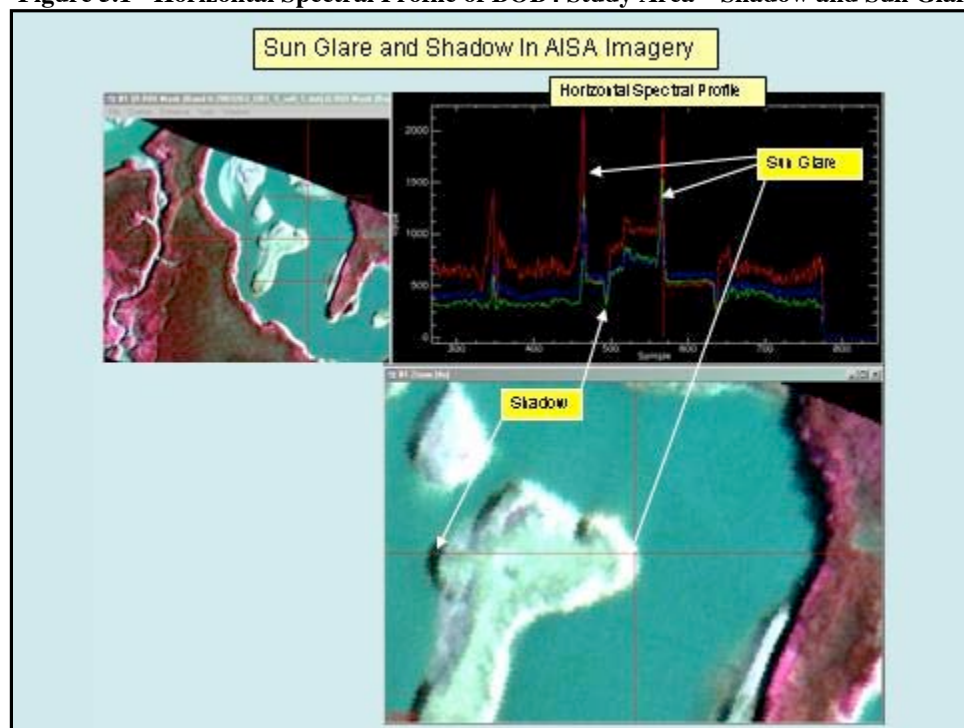 Figure 3.1 Horizontal Spectral Profile of BOD4 Study Area – Shadow and Sun Glare
Sun Glare and Shadow In AISA Imagery
Horizontal Spectral Profile
2000
1500
1000
500
0
300
400
500
600
700
800
Sample
Sun Glare
Shadow